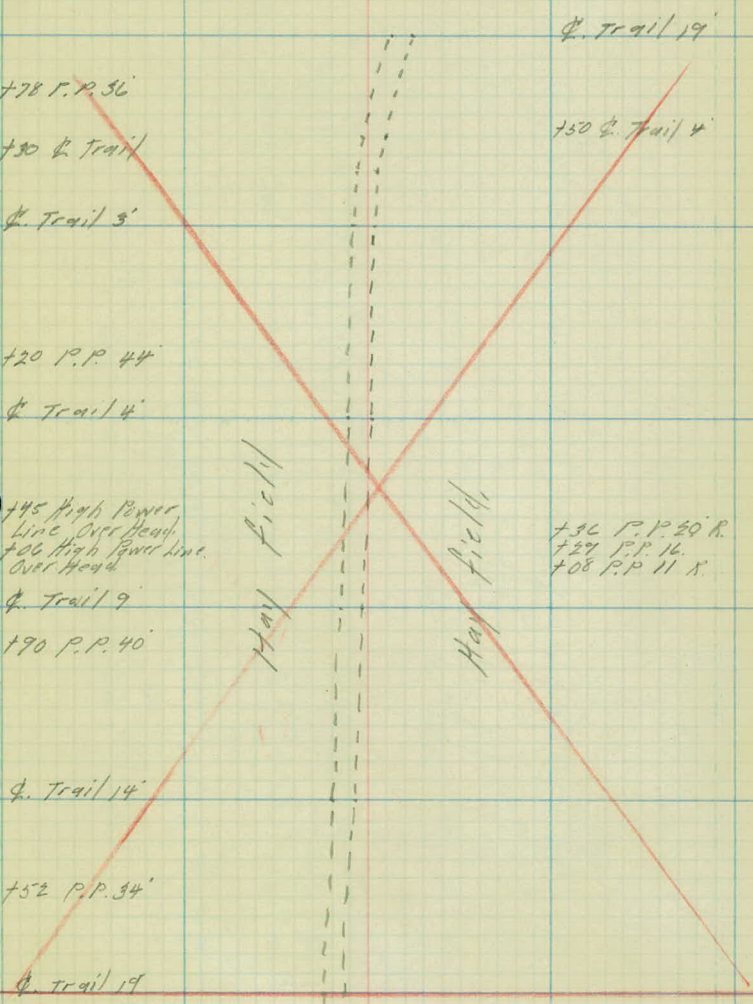 ℄. Trail 19'
+78 P.P. 36'
+50 ℄. Trail 4'
+30 ℄ Trail
℄. Trail 3'
+20 P.P. 44'
℄ Trail 4'
+45 High Power
Line Over Head.
+06 High Power Line
Over Head
+36 P.P. 20' R.
+29 P.P. 16.
+08 P.P. 11 R.
Hay field
Hay field,
℄. Trail 9'
+90 P.P. 40'
℄. Trail 14'
+52 P.P. 34'
℄. Trail 19'